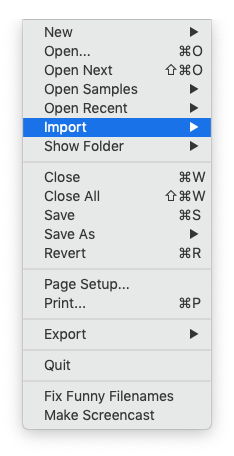 New ▶
Open... ⌘O
Open Next ⇧⌘O
Open Samples ▶
Open Recent ▶
Import ▶
Show Folder ▶
Close ⌘W
Close All ⇧⌘W
Save ⌘S
Save As ▶
Revert ⌘R
Page Setup...
Print... ⌘P
Export ▶
Quit
Fix Funny Filenames
Make Screencast